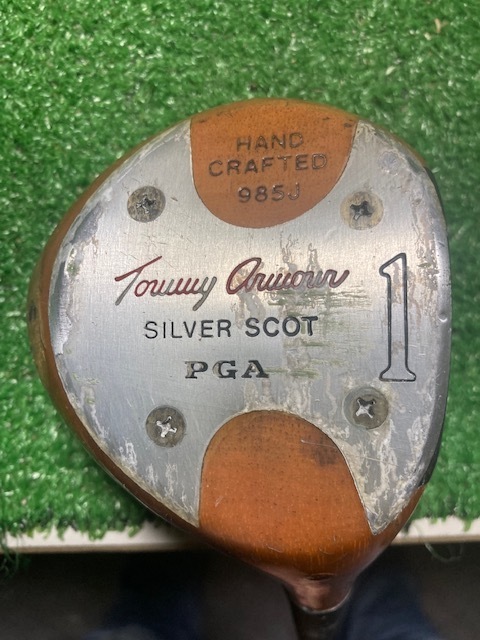 HAND
CRAFTED
985J
Tommy Armour
SILVER SCOT
PGA
1